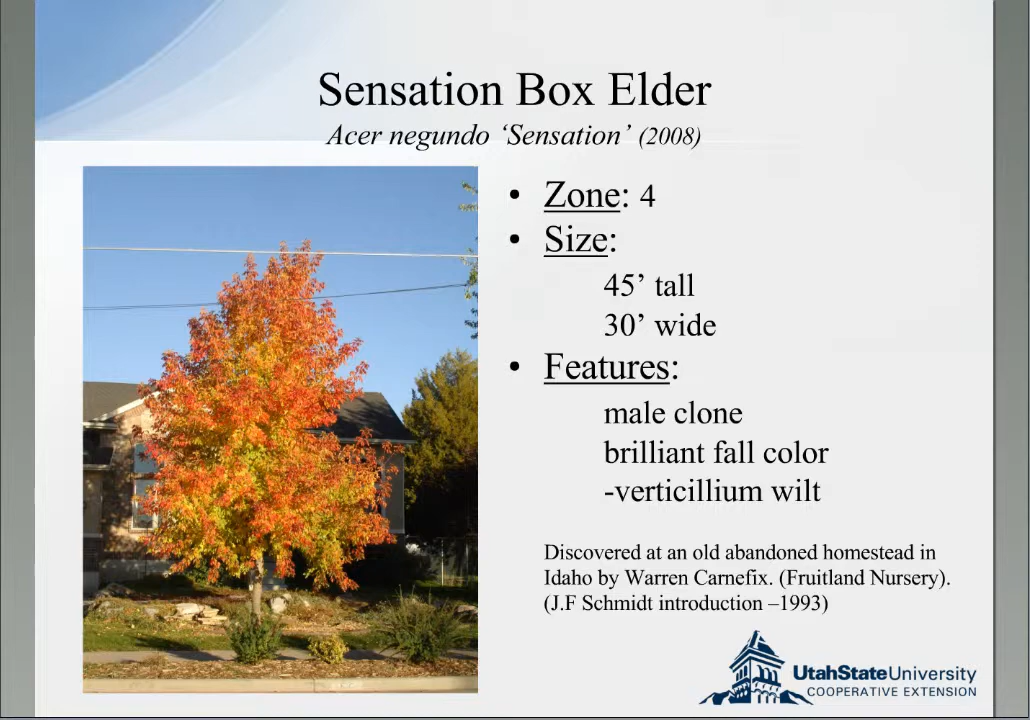 Sensation Box Elder
Acer negundo ‘Sensation’ (2008)
• Zone: 4
• Size:
45’ tall
30’ wide
• Features:
male clone
brilliant fall color
-verticillium wilt
Discovered at an old abandoned homestead in
Idaho by Warren Carnefix. (Fruitland Nursery).
(J.F Schmidt introduction –1993)
UtahStateUniversity
COOPERATIVE EXTENSION